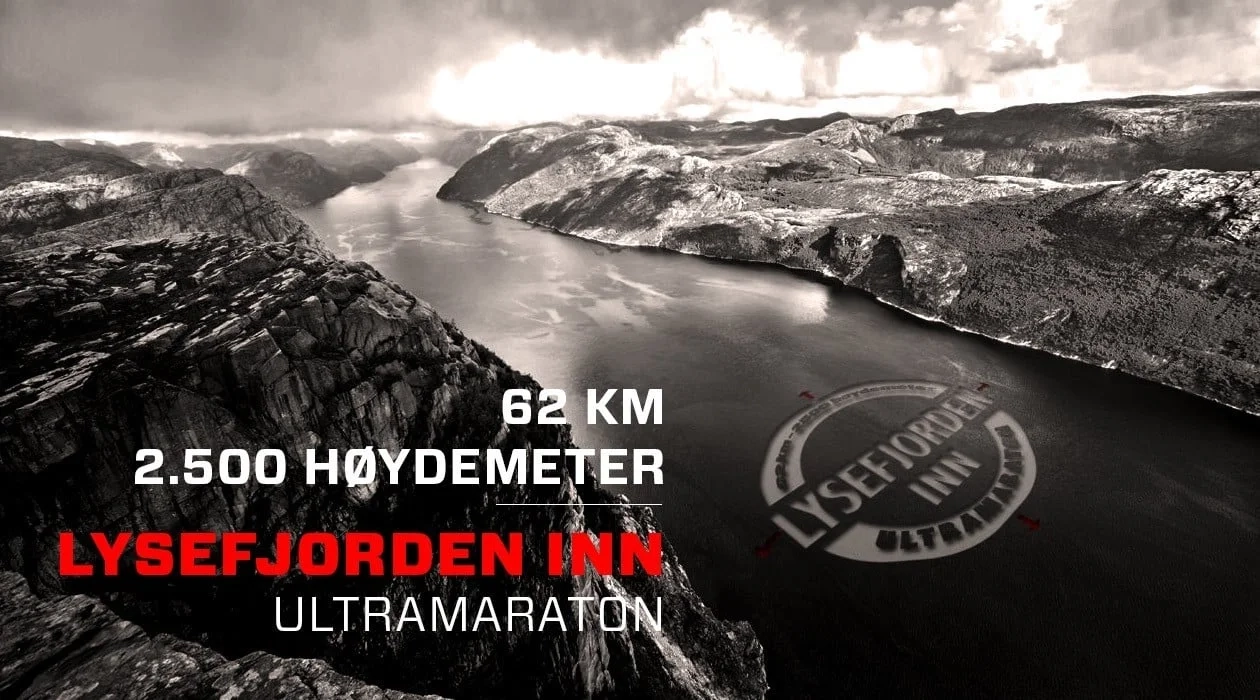 62 KM
2.500 HØYDEMETER
LYSEFJORDEN INN
ULTRAMARATON
LYSEFJORDEN
INN
ULTRAMARATON